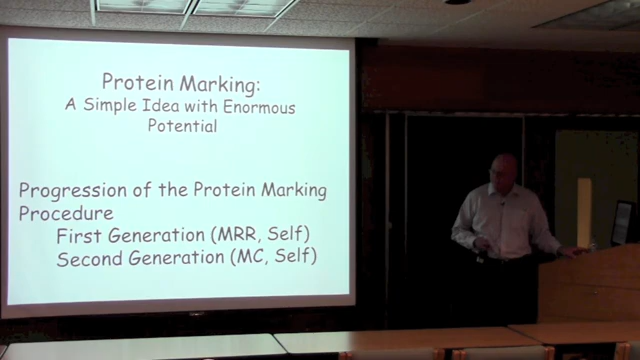 Protein Marking:
A Simple Idea with Enormous
Potential
Progression of the Protein Marking
Procedure
First Generation (MRR, Self)
Second Generation (MC, Self)